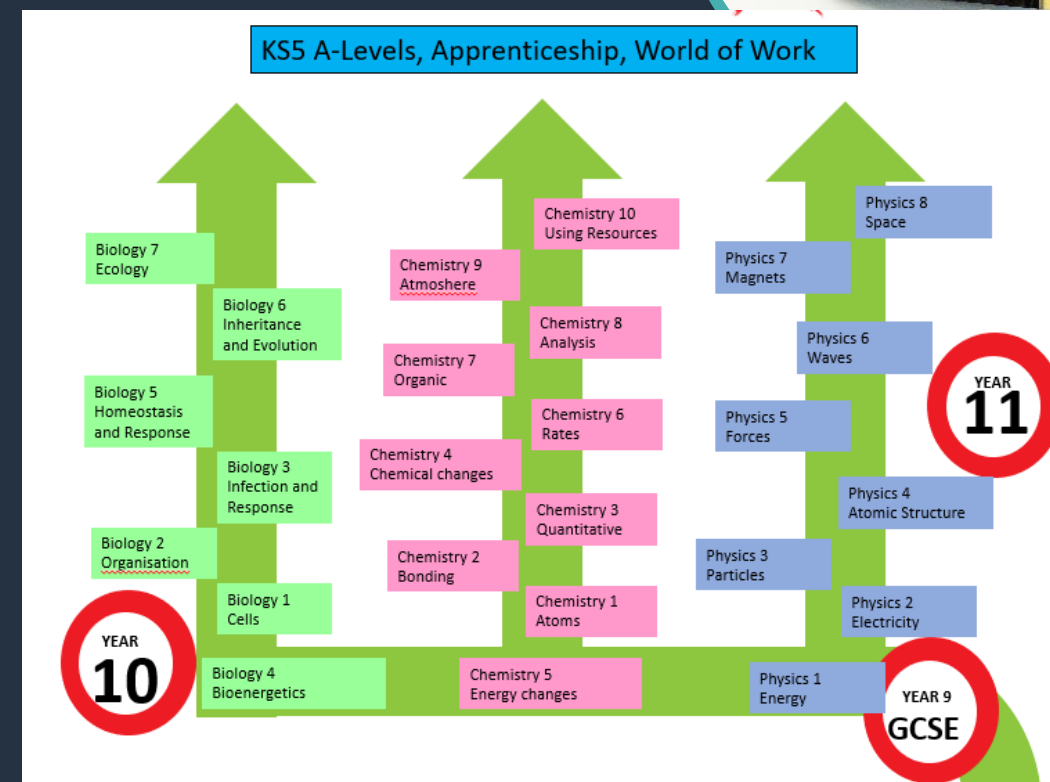 KS5 A-Levels, Apprenticeship, World of Work
Physics 8
Space
Chemistry 10
Using Resources
Biology 7
Ecology
Chemistry 9
Atmoshere
Physics 7
Magnets
Biology 6
Inheritance
and Evolution
Chemistry 8
Analysis
Physics 6
Waves
Chemistry 7
Organic
YEAR
11
Biology 5
Homeostasis
and Response
Chemistry 6
Rates
Physics 5
Forces
Chemistry 4
Chemical changes
Biology 3
Infection and
Response
Physics 4
Atomic Structure
Chemistry 3
Quantitative
Biology 2
Organisation
Chemistry 2
Bonding
Physics 3
Particles
Biology 1
Cells
Chemistry 1
Atoms
Physics 2
Electricity
YEAR
10
Biology 4
Bioenergetics
Chemistry 5
Energy changes
Physics 1
Energy
YEAR 9
GCSE